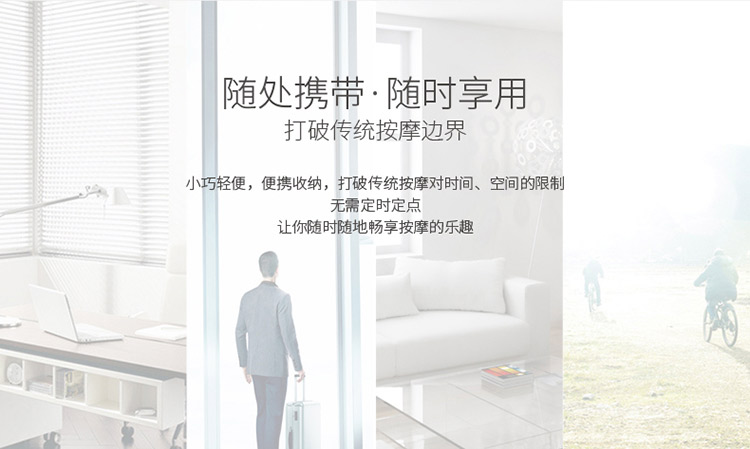 随处携带·随时享用
打破传统按摩边界
小巧轻便，便携收纳，打破传统按摩对时间、空间的限制
无需定时定点
让你随时随地畅享按摩的乐趣